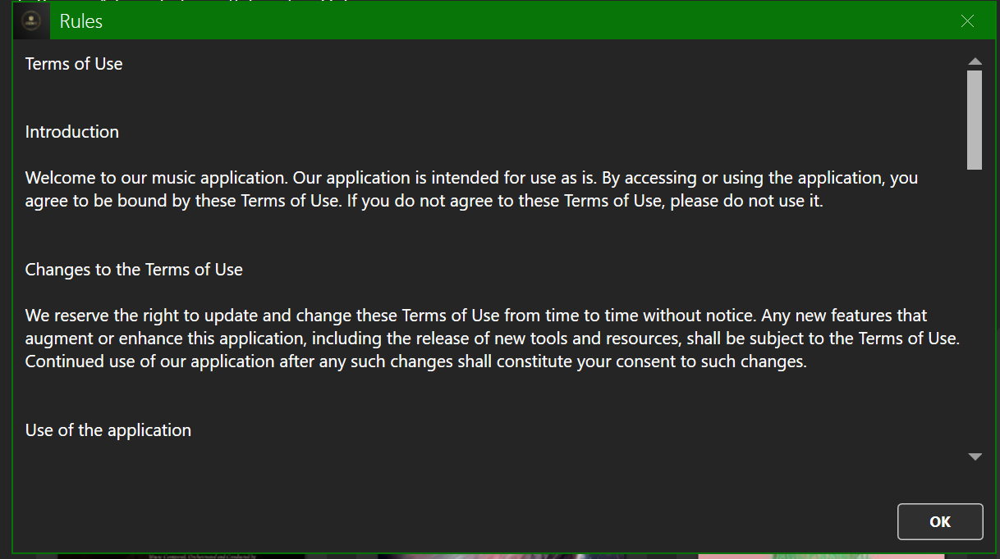 Rules
Terms of Use
Introduction
Welcome to our music application. Our application is intended for use as is. By accessing or using the application, you
agree to be bound by these Terms of Use. If you do not agree to these Terms of Use, please do not use it.
Changes to the Terms of Use
We reserve the right to update and change these Terms of Use from time to time without notice. Any new features that
augment or enhance this application, including the release of new tools and resources, shall be subject to the Terms of Use.
Continued use of our application after any such changes shall constitute your consent to such changes.
Use of the application
OK
Music Composed, Orchestrated and Conducted by